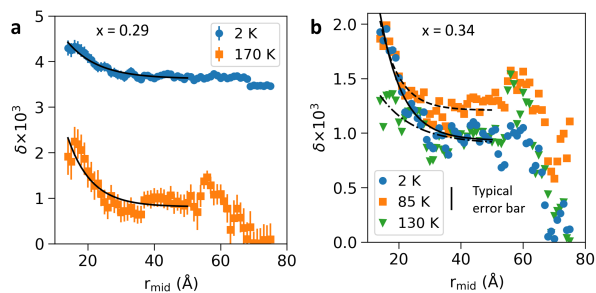 a
x = 0.29
2 K
170 K
δ×10³
5
4
3
2
1
0
20
40
60
80
r_mid (Å)
b
x = 0.34
2 K
85 K
130 K
Typical
error bar
δ×10³
2.0
1.5
1.0
0.5
0.0
20
40
60
80
r_mid (Å)